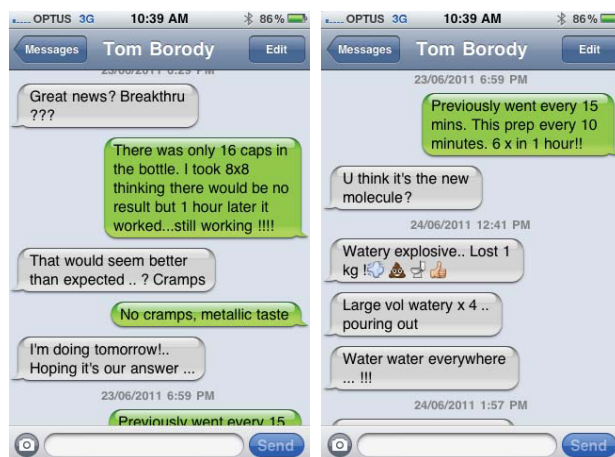 OPTUS 3G 10:39 AM 86%
Messages Tom Borody Edit
23/06/2011 6:29 PM
Great news? Breakthru
???
There was only 16 caps in
the bottle. I took 8x8
thinking there would be no
result but 1 hour later it
worked...still working !!!!
That would seem better
than expected .. ? Cramps
No cramps, metallic taste
I'm doing tomorrow!..
Hoping it's our answer ...
23/06/2011 6:59 PM
Previously went every 15
Send
OPTUS 3G 10:39 AM 86%
Messages Tom Borody Edit
23/06/2011 6:59 PM
Previously went every 15
mins. This prep every 10
minutes. 6 x in 1 hour!!
U think it's the new
molecule?
24/06/2011 12:41 PM
Watery explosive.. Lost 1
kg !💨💩🚽👍
Large vol watery x 4 ..
pouring out
Water water everywhere
... !!!
24/06/2011 1:57 PM
Send